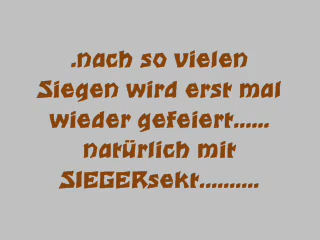 .nach so vielen
Siegen wird erst mal
wieder gefeiert......
natürlich mit
SIEGERsekt..........